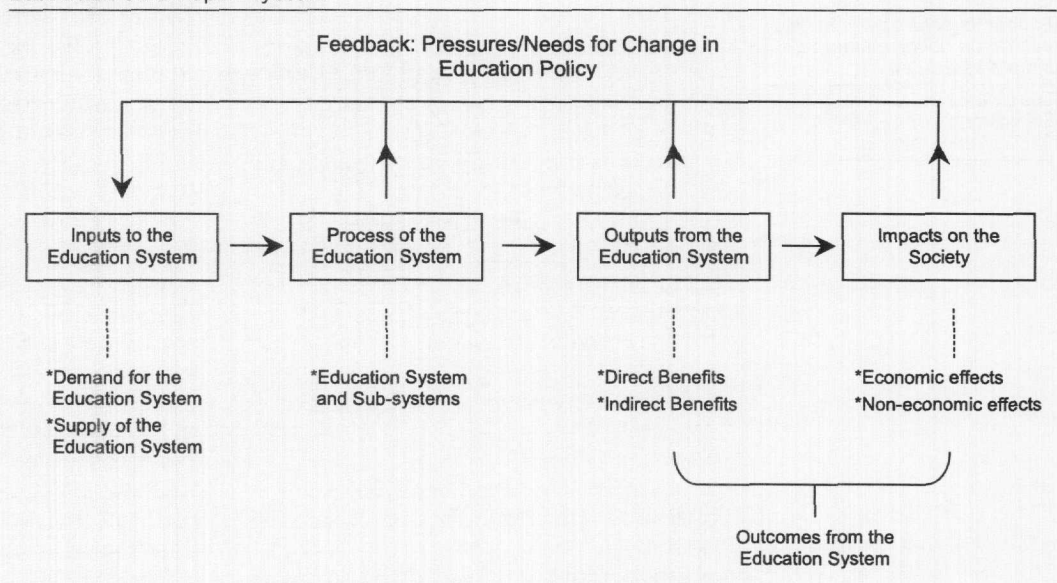 Feedback: Pressures/Needs for Change in
Education Policy
Inputs to the
Education System
Process of the
Education System
Outputs from the
Education System
Impacts on the
Society
*Demand for the
Education System
*Supply of the
Education System
*Education System
and Sub-systems
*Direct Benefits
*Indirect Benefits
*Economic effects
*Non-economic effects
Outcomes from the
Education System